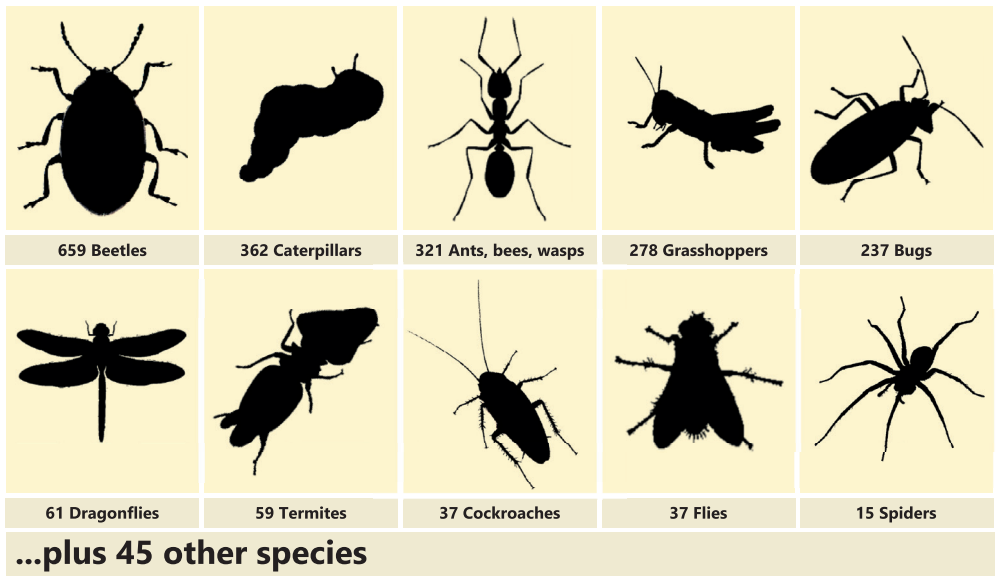 659 Beetles
362 Caterpillars
321 Ants, bees, wasps
278 Grasshoppers
237 Bugs
61 Dragonflies
59 Termites
37 Cockroaches
37 Flies
15 Spiders
...plus 45 other species